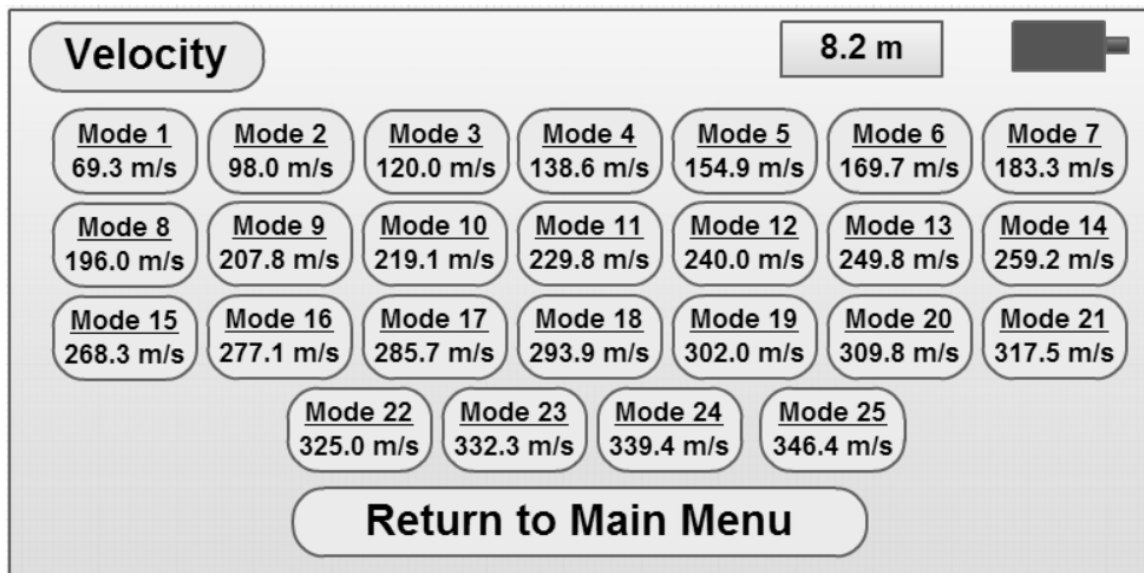 Velocity
8.2 m
Mode 1
69.3 m/s
Mode 2
98.0 m/s
Mode 3
120.0 m/s
Mode 4
138.6 m/s
Mode 5
154.9 m/s
Mode 6
169.7 m/s
Mode 7
183.3 m/s
Mode 8
196.0 m/s
Mode 9
207.8 m/s
Mode 10
219.1 m/s
Mode 11
229.8 m/s
Mode 12
240.0 m/s
Mode 13
249.8 m/s
Mode 14
259.2 m/s
Mode 15
268.3 m/s
Mode 16
277.1 m/s
Mode 17
285.7 m/s
Mode 18
293.9 m/s
Mode 19
302.0 m/s
Mode 20
309.8 m/s
Mode 21
317.5 m/s
Mode 22
325.0 m/s
Mode 23
332.3 m/s
Mode 24
339.4 m/s
Mode 25
346.4 m/s
Return to Main Menu